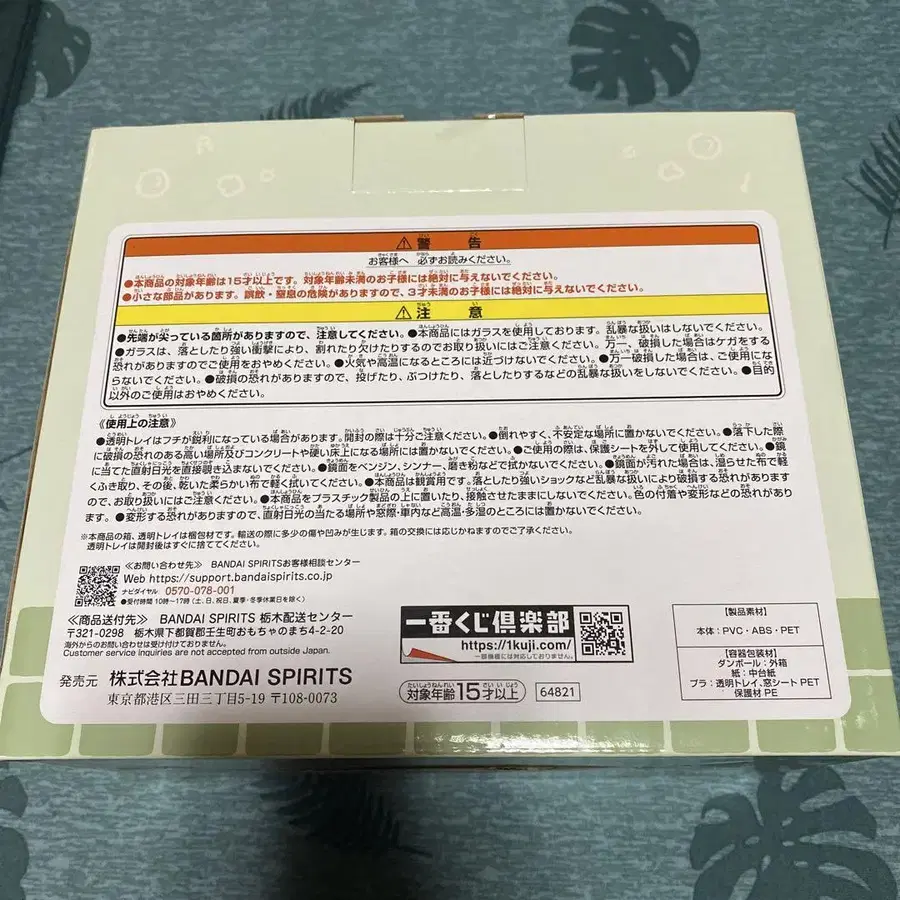 ⚠警告
お客様へ 必ずお読みください。
●本商品の対象年齢は15才以上です。対象年齢未満のお子様には絶対に与えないでください。
●小さな部品があります。誤飲・窒息の危険がありますので、3才未満のお子様には絶対に与えないでください。
⚠注意
●先端が尖っている箇所がありますので、注意してください。●本商品にはガラスを使用しております。乱暴な扱いはしないでください。
●ガラスは、落としたり強い衝撃により、割れたり欠けたりするのでお取り扱いにはご注意ください。万一、破損した場合はケガをする
恐れがありますのでご使用をおやめください。●火気や高温になるところには近づけないでください。●万一破損した場合は、ご使用にな
らないでください。●破損の恐れがありますので、投げたり、ぶつけたり、落としたりするなどの乱暴な扱いをしないでください。●目的
以外のご使用はおやめください。
《使用上の注意》
●透明トレイはフチが鋭利になっている場合があります。開封の際は十分ご注意ください。●倒れやすく、不安定な場所に置かないでください。●落下した際
に破損の恐れのある高い場所及びコンクリートや硬い床上になる場所には置かないでください。●ご使用の際は、保護シートを外して使用してください。●鏡
に当てた直射日光を直接覗き込まないでください。●鏡面をベンジン、シンナー、磨き粉などで拭かないでください。●鏡面が汚れた場合は、湿らせた布で軽
くふき取り、その後、乾いた柔らかい布で軽く拭いてください。●本商品は観賞用です。落としたり強いショックなど乱暴な扱いにより破損する恐れがあります
ので、お取り扱いにはご注意ください。●本商品をプラスチック製品の上に置いたり、接触させたままにしないでください。色の付着や変形などの恐れがあり
ます。●変形する恐れがありますので、直射日光の当たる場所や窓際・車内など高温・多湿のところには置かないでください。
※本商品の箱、透明トレイは梱包材です。輸送の際に多少の傷や凹みが生じます。箱の交換には応じかねますのでご了承ください。
透明トレイは開封後はすぐに捨ててください。
≪お問い合わせ先≫ BANDAI SPIRITSお客様相談センター
Web https://support.bandaispirits.co.jp
ナビダイヤル 0570-078-001
●受付時間 10時〜17時(土、日、祝日、夏季・冬季休業日を除く)
≪商品送付先≫ BANDAI SPIRITS 栃木配送センター
〒321-0298 栃木県下都賀郡壬生町おもちゃのまち4-2-20
海外からのお問い合わせは受け付けておりません。
Customer service inquiries are not accepted from outside Japan.
発売元 株式会社BANDAI SPIRITS
東京都港区三田三丁目5-19 〒108-0073
一番くじ倶楽部
https://1kuji.com/
一部機種には対応しておりません。
対象年齢15才以上
64821
【製品素材】
本体：PVC・ABS・PET
【容器包装材】
ダンボール：外箱
紙：中台紙
プラ：透明トレイ、窓シートPET
保護材 PE